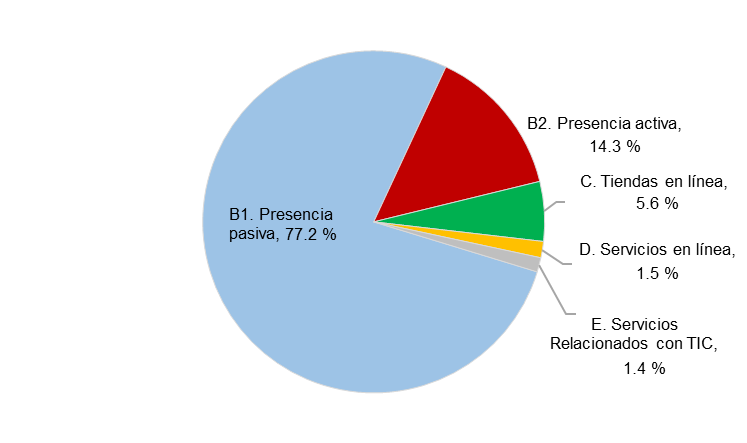 B2. Presencia activa,
14.3 %
C. Tiendas en línea,
5.6 %
B1. Presencia
pasiva, 77.2 %
D. Servicios en línea,
1.5 %
E. Servicios
Relacionados con TIC,
1.4 %